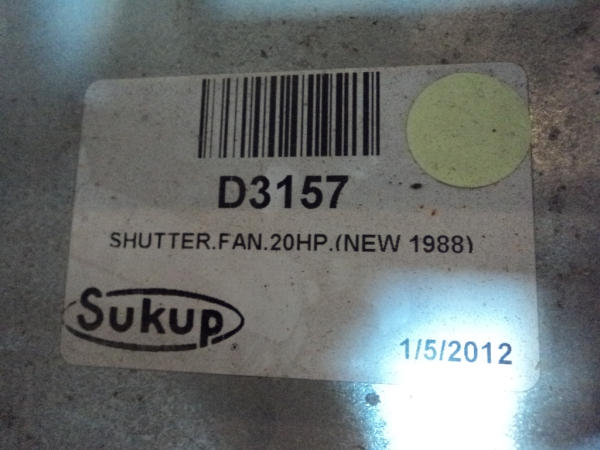 D3157
SHUTTER.FAN.20HP.(NEW 1988)
Sukup®
1/5/2012